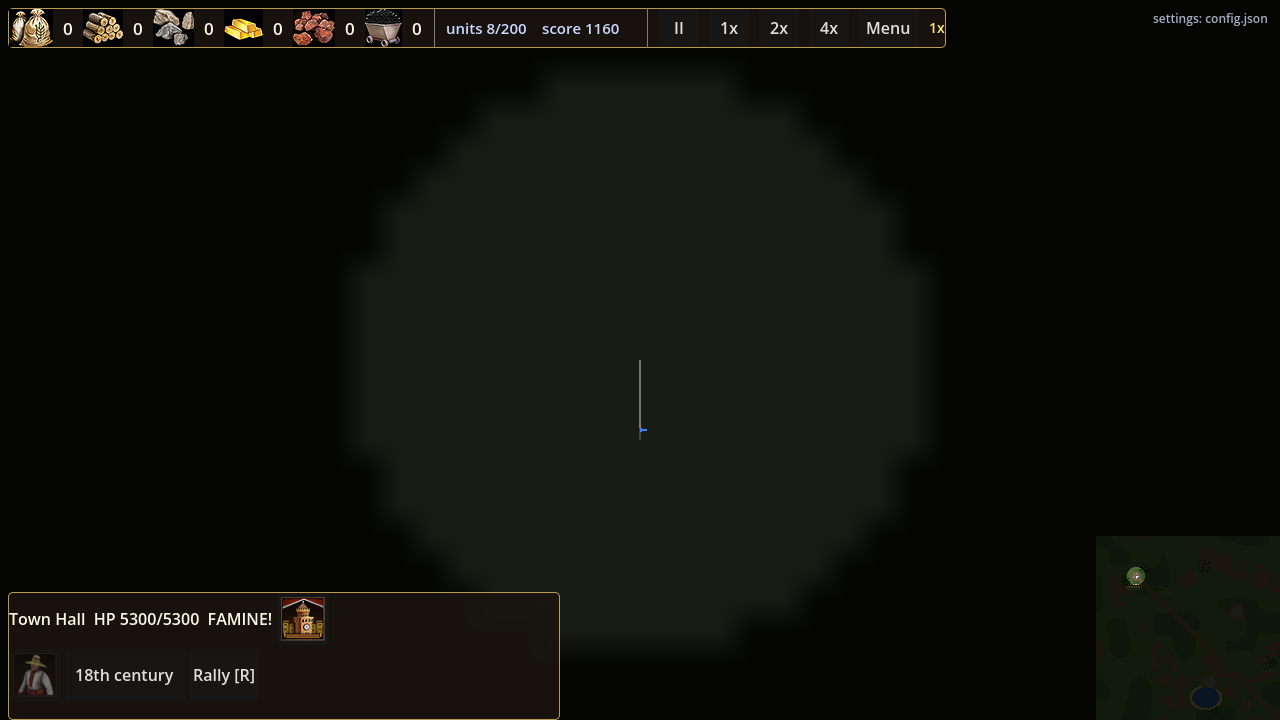 0 0 0 0 0 0 units 8/200 score 1160 II 1x 2x 4x Menu 1x
settings: config.json
Town Hall HP 5300/5300 FAMINE!
18th century Rally [R]